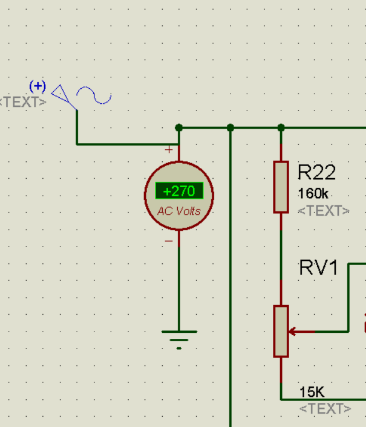 (+)
<TEXT>
+
+270
AC Volts
−
R22
160k
<TEXT>
RV1
15K
<TEXT>